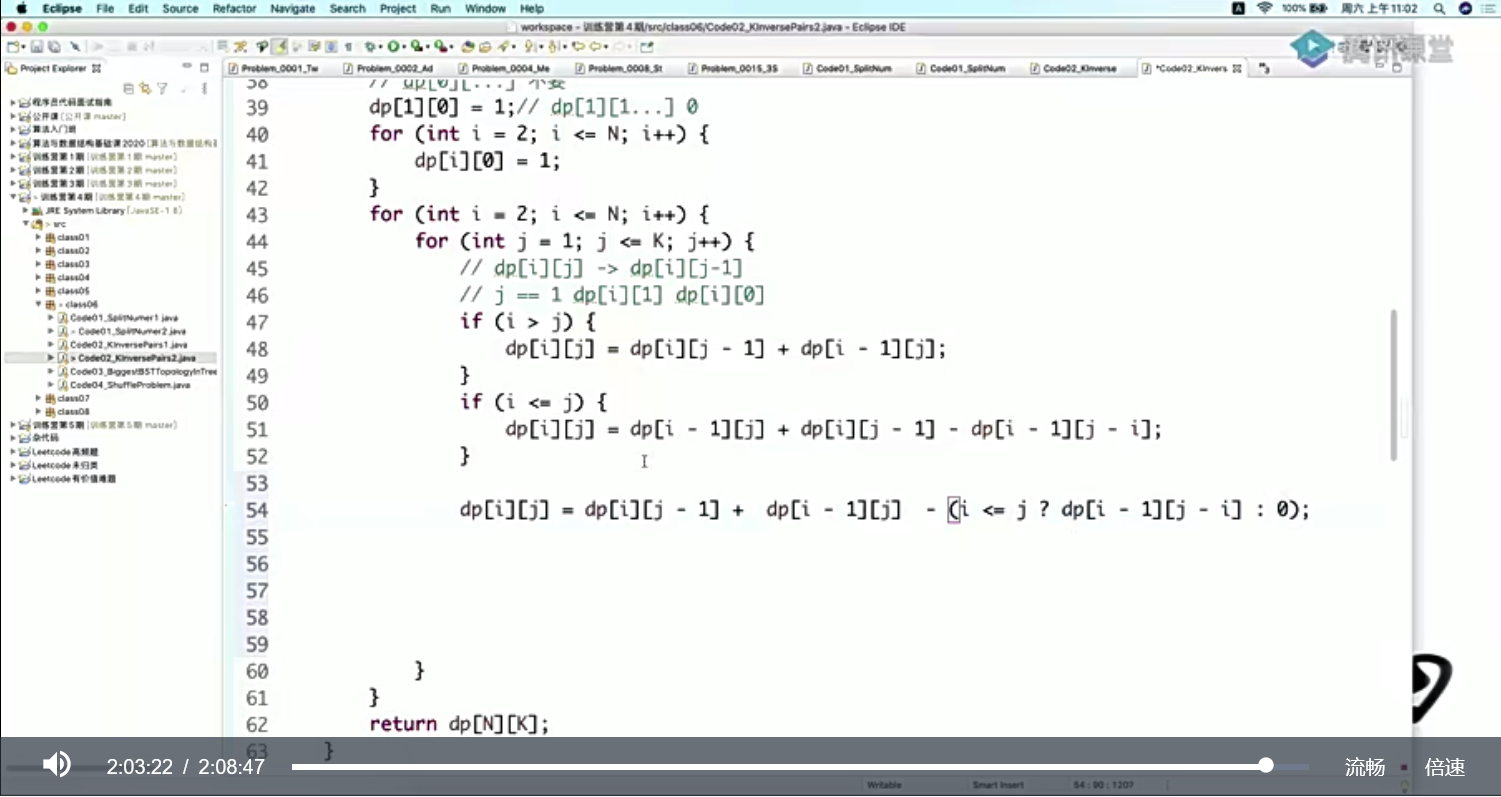 Eclipse File Edit Source Refactor Navigate Search Project Run Window Help
100% 周六 上午11:02
workspace - 训练营第4期/src/class06/Code02_KInversePairs2.java - Eclipse IDE
Project Explorer
Problem_0001_Tw Problem_0002_Ad Problem_0004_Me Problem_0008_St Problem_0015_3S Code01_SplitNum Code01_SplitNum Code02_KInverse *Code02_KInvers
腾讯课堂
程序员代码面试指南
公开课 [公开课 master]
算法入门班
算法与数据结构基础课2020
训练营第1期 [训练营第1期 master]
训练营第2期 [训练营第2期 master]
训练营第3期 [训练营第3期 master]
> 训练营第4期 [训练营第4期 master]
JRE System Library [JavaSE-1.8]
> src
class01
class02
class03
class04
class05
> class06
Code01_SplitNumer1.java
> Code01_SplitNumer2.java
Code02_KInversePairs1.java
> Code02_KInversePairs2.java
Code03_BiggestBSTTopologyInTree
Code04_ShuffleProblem.java
class07
class08
训练营第5期 [训练营第5期 master]
杂代码
Leetcode高频题
Leetcode未归类
Leetcode有价值难题
38 // dp[0][...] 不要
39 dp[1][0] = 1;// dp[1][1...] 0
40 for (int i = 2; i <= N; i++) {
41 dp[i][0] = 1;
42 }
43 for (int i = 2; i <= N; i++) {
44 for (int j = 1; j <= K; j++) {
45 // dp[i][j] -> dp[i][j-1]
46 // j == 1 dp[i][1] dp[i][0]
47 if (i > j) {
48 dp[i][j] = dp[i][j - 1] + dp[i - 1][j];
49 }
50 if (i <= j) {
51 dp[i][j] = dp[i - 1][j] + dp[i][j - 1] - dp[i - 1][j - i];
52 }
53
54 dp[i][j] = dp[i][j - 1] + dp[i - 1][j] - (i <= j ? dp[i - 1][j - i] : 0);
55
56
57
58
59
60 }
61 }
62 return dp[N][K];
63 }
2:03:22 / 2:08:47 流畅 倍速
Writable Smart Insert 54 : 90 : 1207